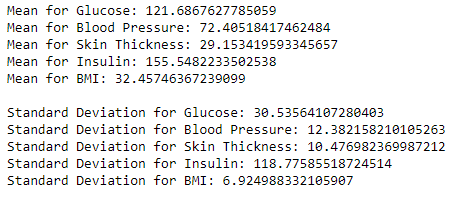 Mean for Glucose: 121.6867627785059
Mean for Blood Pressure: 72.40518417462484
Mean for Skin Thickness: 29.153419593345657
Mean for Insulin: 155.5482233502538
Mean for BMI: 32.45746367239099
Standard Deviation for Glucose: 30.53564107280403
Standard Deviation for Blood Pressure: 12.382158210105263
Standard Deviation for Skin Thickness: 10.476982369987212
Standard Deviation for Insulin: 118.77585518724514
Standard Deviation for BMI: 6.924988332105907